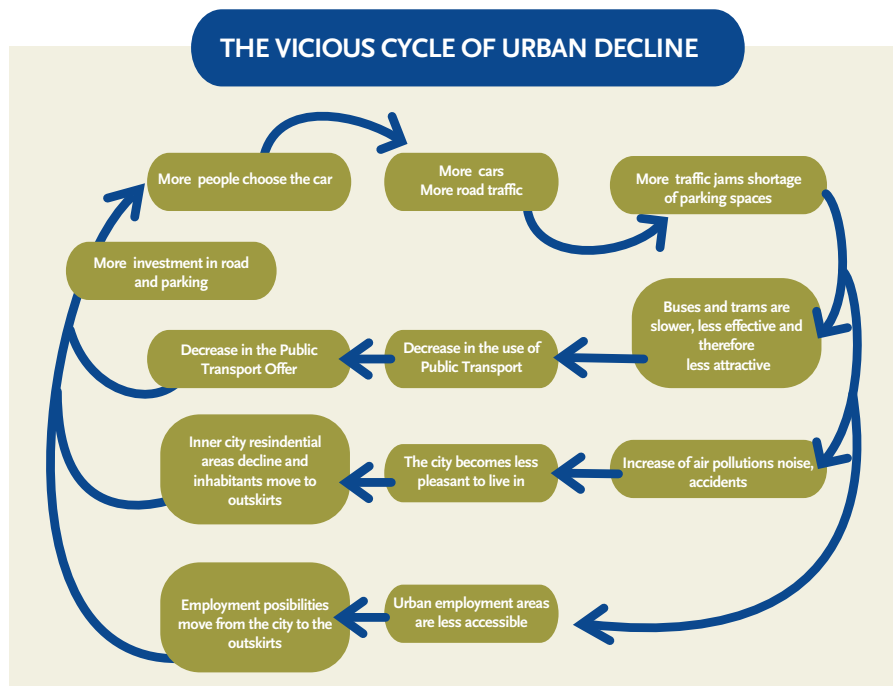 THE VICIOUS CYCLE OF URBAN DECLINE
More people choose the car
More cars
More road traffic
More traffic jams shortage
of parking spaces
More investment in road
and parking
Buses and trams are
slower, less effective and
therefore
less attractive
Decrease in the use of
Public Transport
Decrease in the Public
Transport Offer
Increase of air pollutions noise,
accidents
The city becomes less
pleasant to live in
Inner city resindential
areas decline and
inhabitants move to
outskirts
Urban employment areas
are less accessible
Employment posibilities
move from the city to the
outskirts